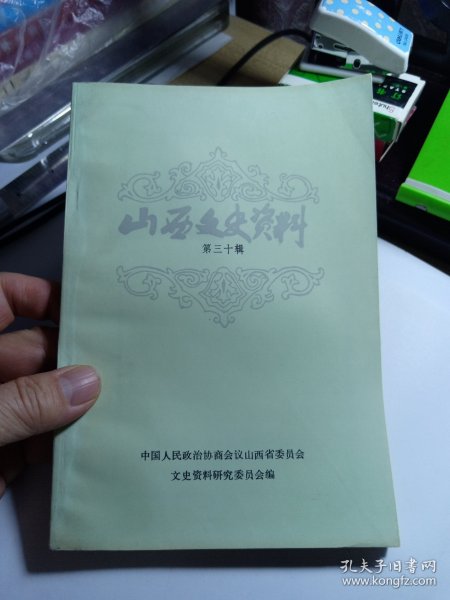 山西文史资料
第三十辑
中国人民政治协商会议山西省委员会
文史资料研究委员会编
孔夫子旧书网
www.kongfz.com